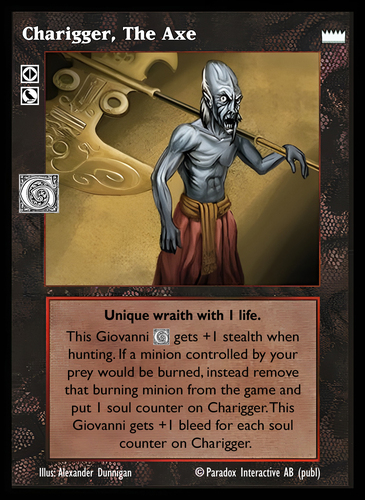 Charigger, The Axe
Unique wraith with 1 life.
This Giovanni gets +1 stealth when
hunting. If a minion controlled by your
prey would be burned, instead remove
that burning minion from the game and
put 1 soul counter on Charigger.This
Giovanni gets +1 bleed for each soul
counter on Charigger.
Illus: Alexander Dunnigan
© Paradox Interactive AB (publ)